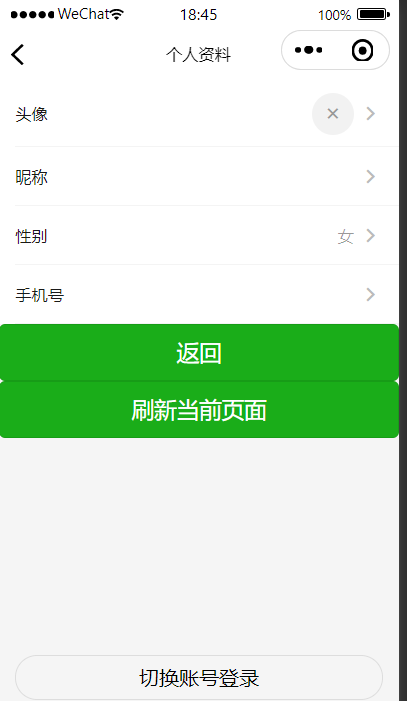 WeChat 18:45 100%
个人资料
头像
昵称
性别 女
手机号
返回
刷新当前页面
切换账号登录